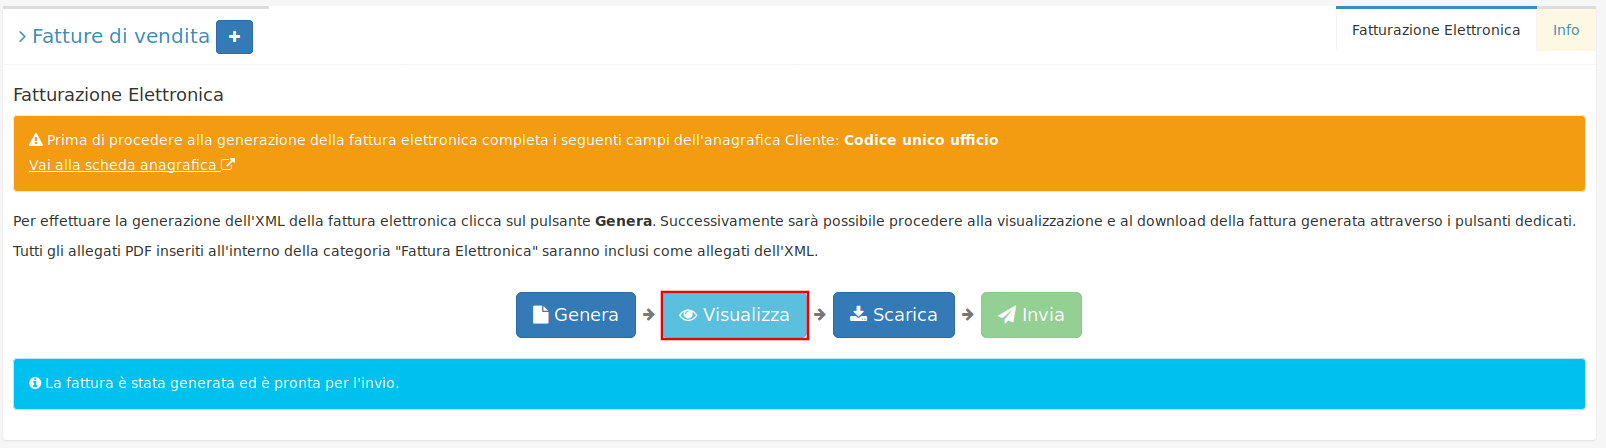 Fatture di vendita
Fatturazione Elettronica
Info
Fatturazione Elettronica
Prima di procedere alla generazione della fattura elettronica completa i seguenti campi dell'anagrafica Cliente: Codice unico ufficio
Vai alla scheda anagrafica
Per effettuare la generazione dell'XML della fattura elettronica clicca sul pulsante Genera. Successivamente sarà possibile procedere alla visualizzazione e al download della fattura generata attraverso i pulsanti dedicati.
Tutti gli allegati PDF inseriti all'interno della categoria "Fattura Elettronica" saranno inclusi come allegati dell'XML.
Genera
Visualizza
Scarica
Invia
La fattura è stata generata ed è pronta per l'invio.